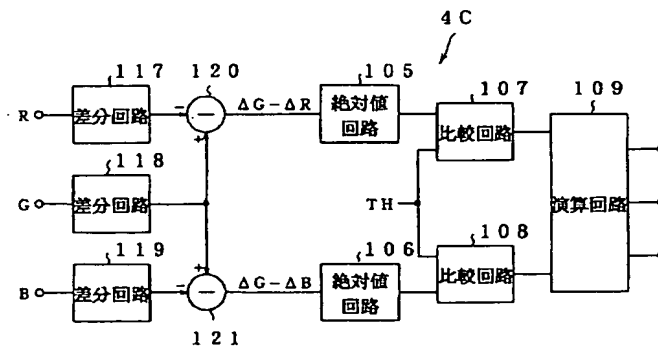 4C
117
120
105
107
109
R
差分回路
-
−
+
ΔG−ΔR
絶対値
回路
比較回路
118
G
差分回路
TH
演算回路
119
106
108
B
差分回路
+
-
−
ΔG−ΔB
絶対値
回路
比較回路
121